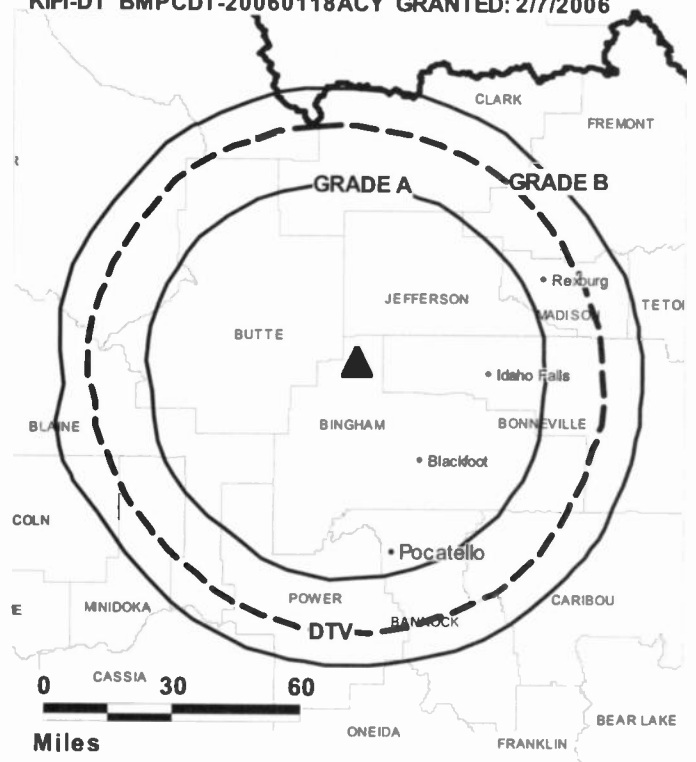 KIFI-DT BMPCDT-20060118ACY GRANTED: 2/7/2006
CLARK
FREMONT
R
GRADE A
GRADE B
Rexburg
JEFFERSON
TETO
MADISON
BUTTE
Idaho Falls
BINGHAM
BONNEVILLE
BLAINE
Blackfoot
COLN
Pocatello
POWER
CARIBOU
MINIDOKA
E
BANNOCK
DTV
CASSIA
0 30 60
BEAR LAKE
ONEIDA
Miles
FRANKLIN